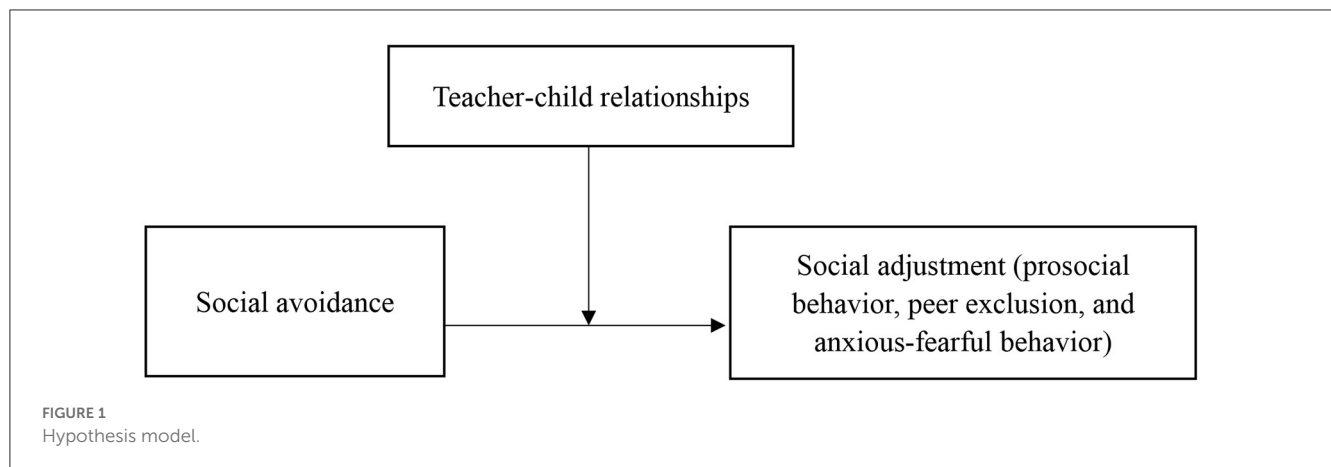 Teacher-child relationships
Social avoidance
Social adjustment (prosocial
behavior, peer exclusion, and
anxious-fearful behavior)
FIGURE 1
Hypothesis model.